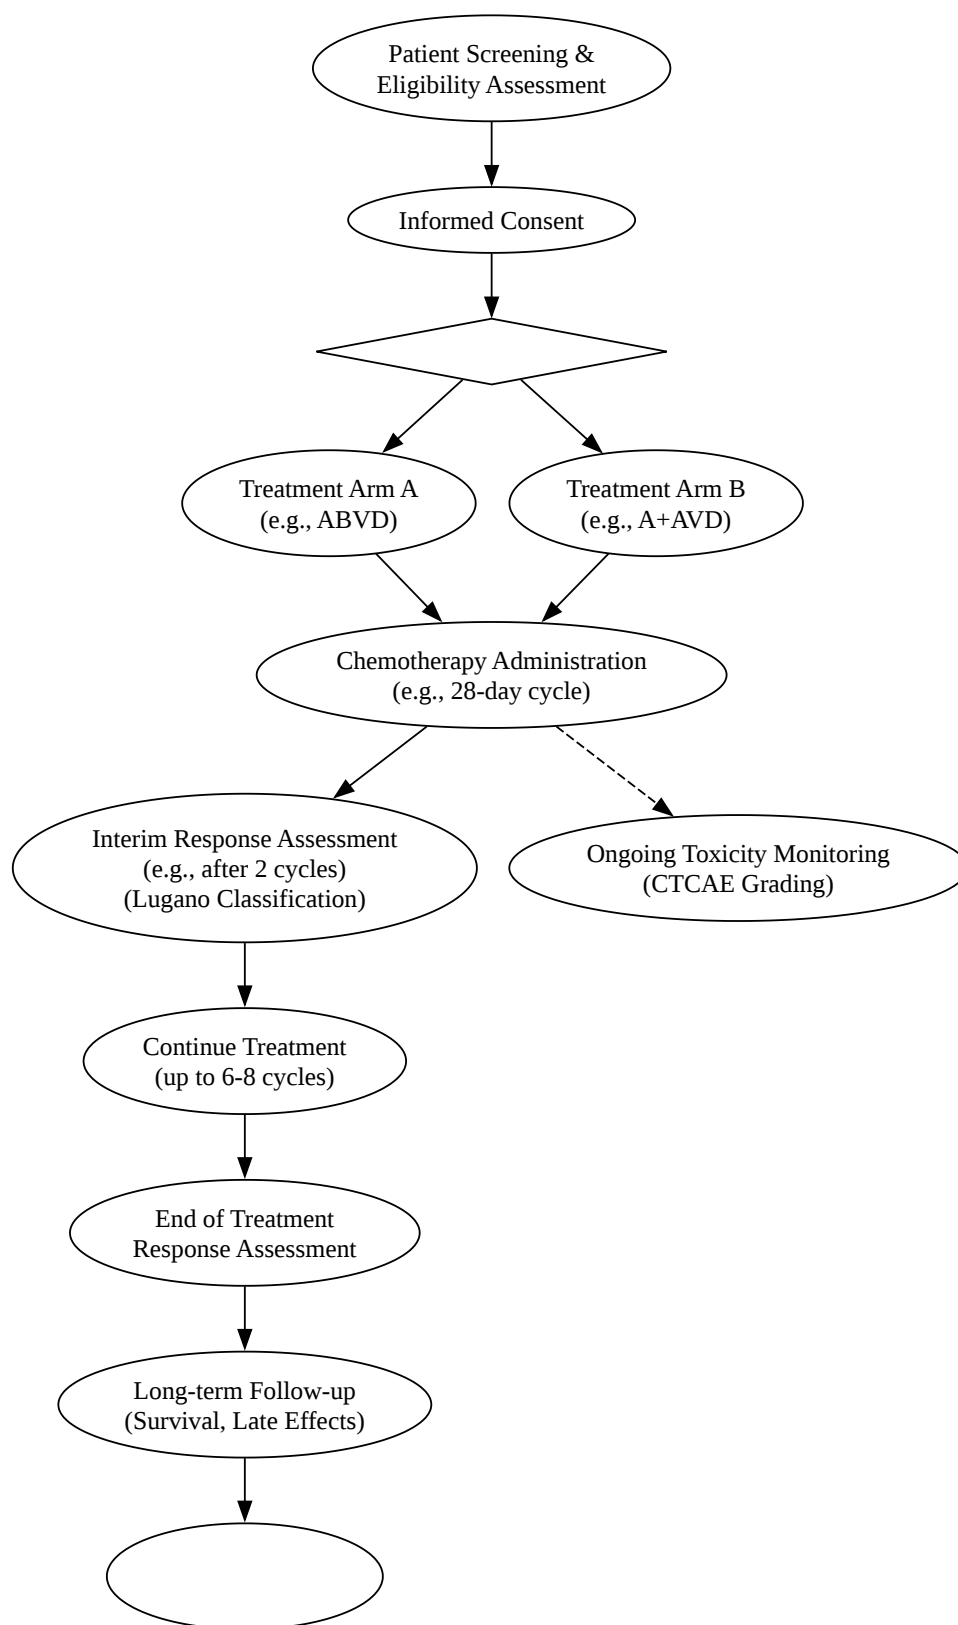 Patient Screening &
Eligibility Assessment
Informed Consent
Treatment Arm A
(e.g., ABVD)
Treatment Arm B
(e.g., A+AVD)
Chemotherapy Administration
(e.g., 28-day cycle)
Interim Response Assessment
(e.g., after 2 cycles)
(Lugano Classification)
Ongoing Toxicity Monitoring
(CTCAE Grading)
Continue Treatment
(up to 6-8 cycles)
End of Treatment
Response Assessment
Long-term Follow-up
(Survival, Late Effects)